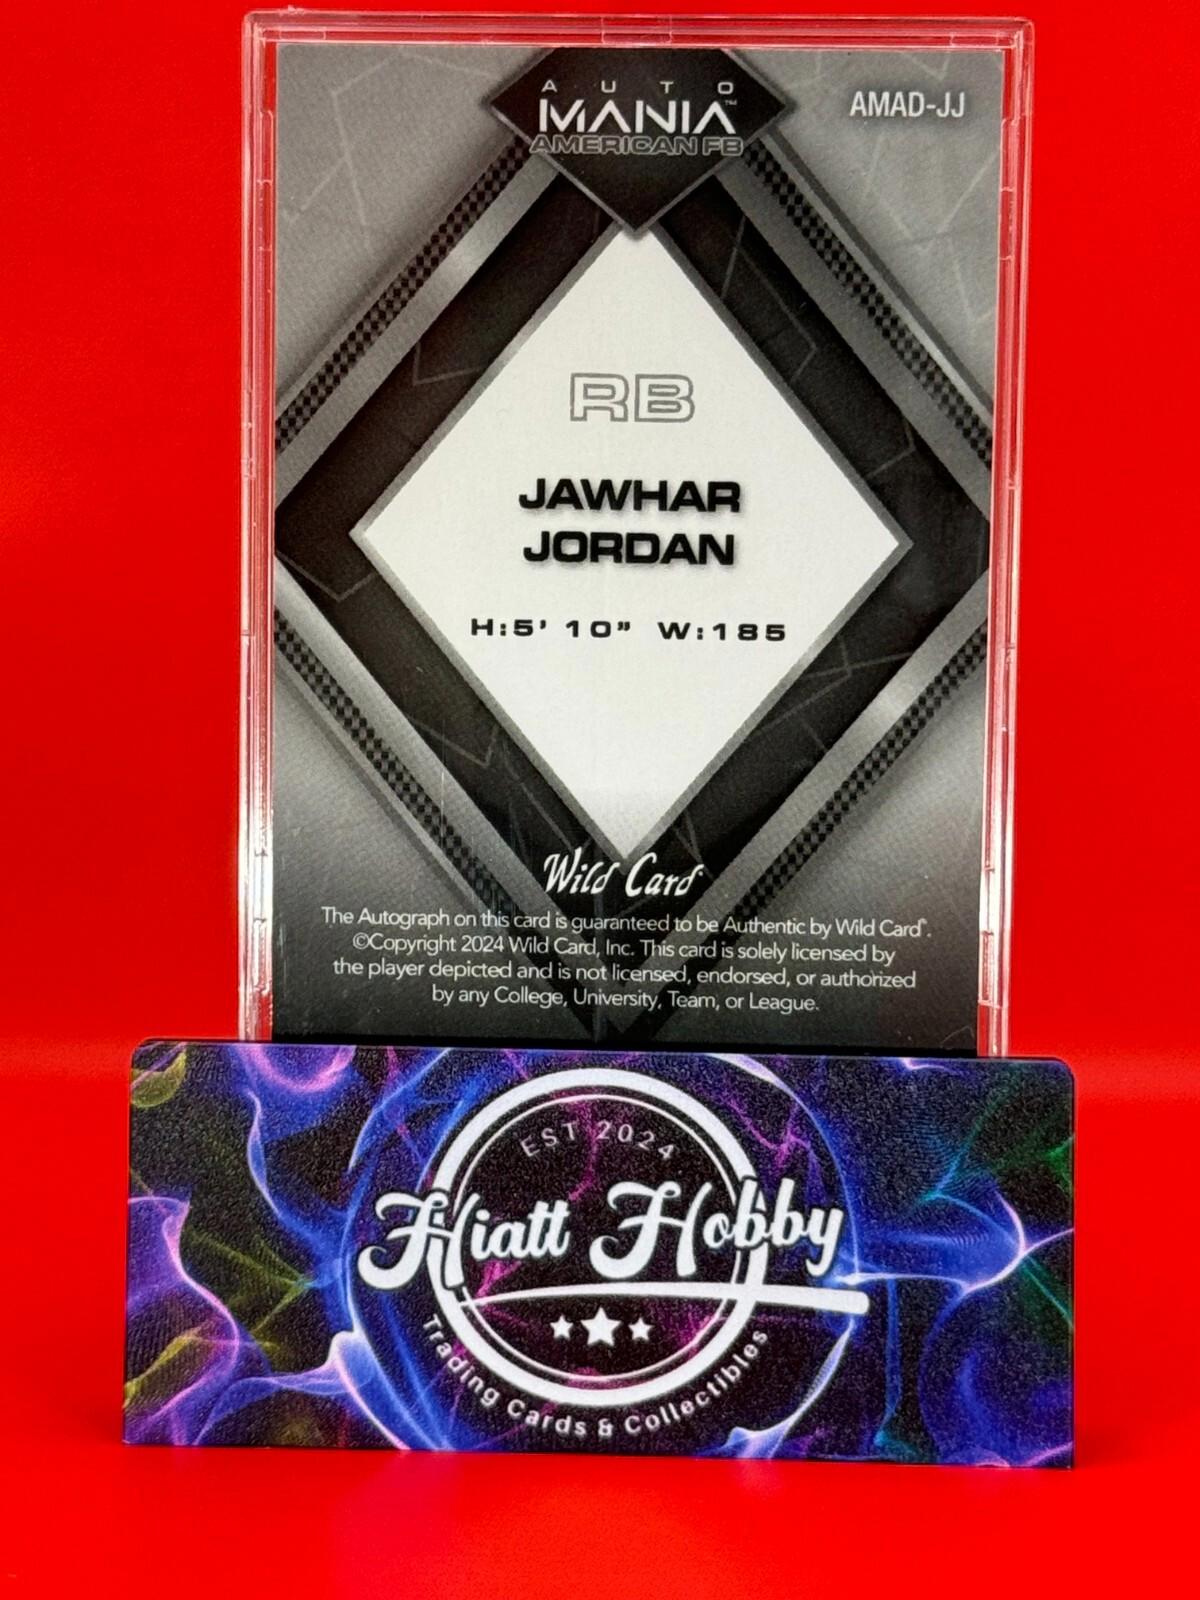 AUTO
MANIA™
AMERICAN FB
AMAD-JJ
RB
JAWHAR
JORDAN
H:5' 10" W:185
Wild Card
The Autograph on this card is guaranteed to be Authentic by Wild Card®.
©Copyright 2024 Wild Card, Inc. This card is solely licensed by
the player depicted and is not licensed, endorsed, or authorized
by any College, University, Team, or League.
EST 2024
Hiatt Hobby
Trading Cards & Collectibles